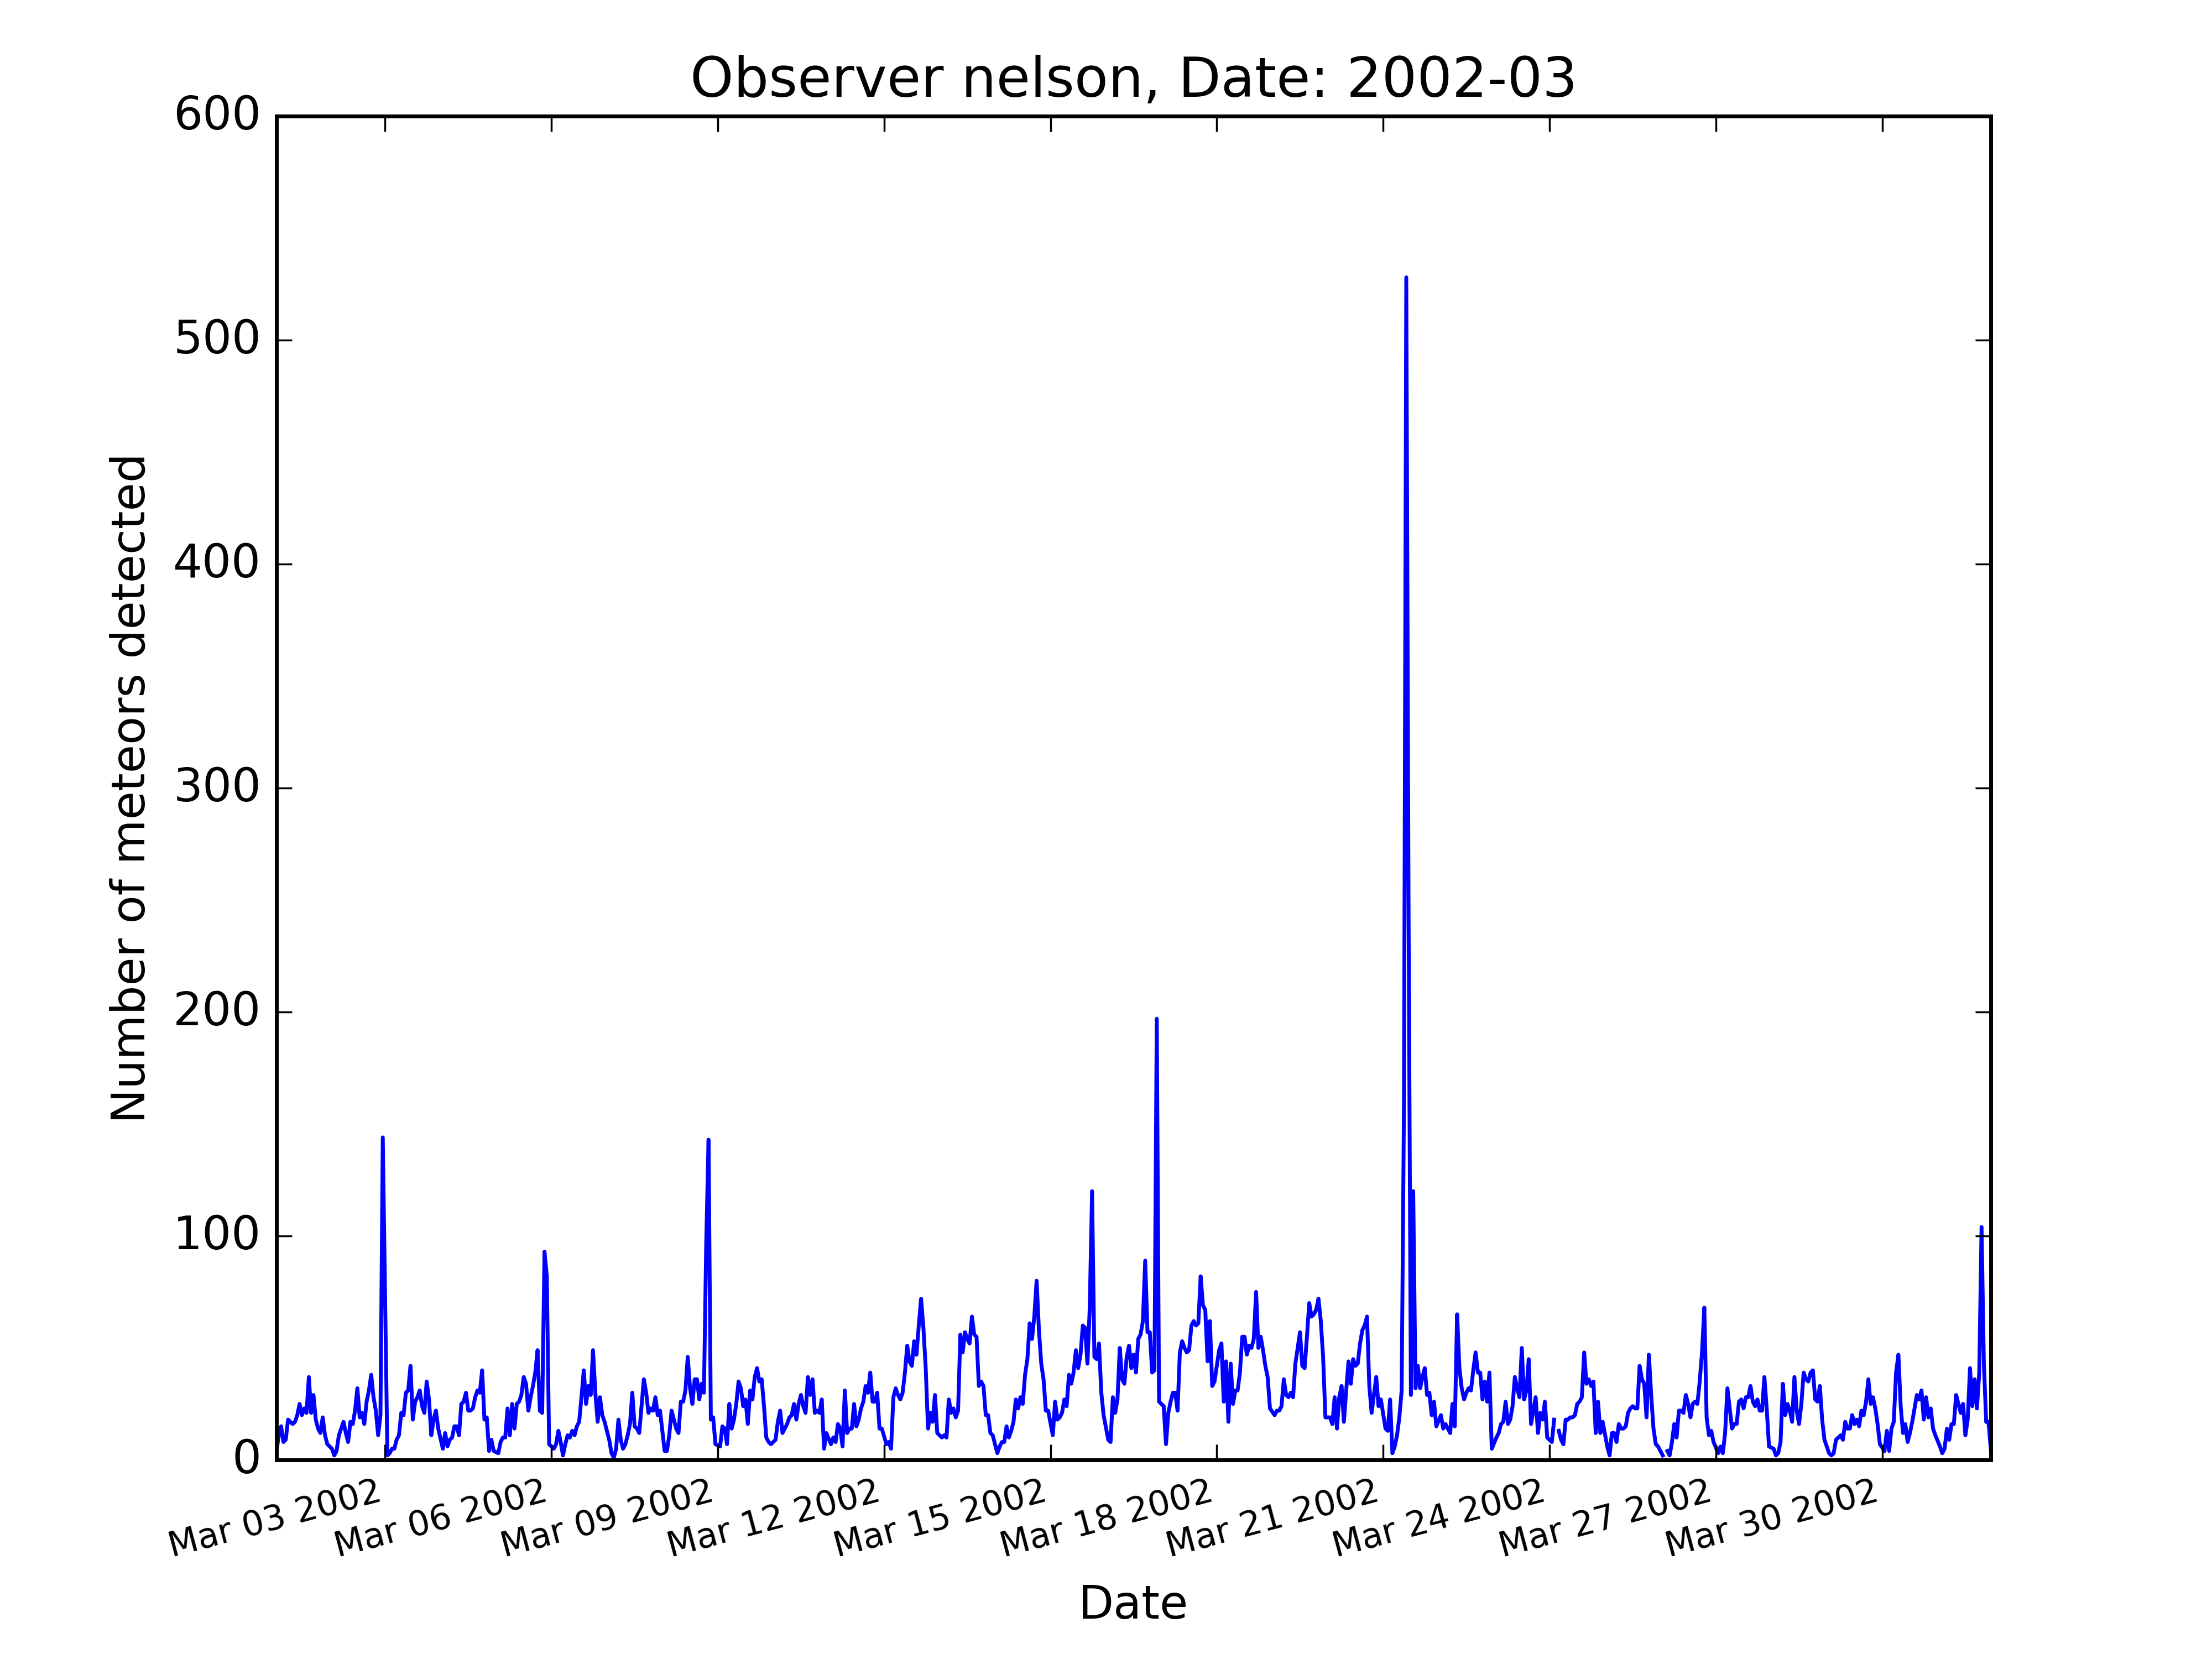 Observer nelson, Date: 2002-03
600
500
400
300
200
100
0
Number of meteors detected
Mar 03 2002
Mar 06 2002
Mar 09 2002
Mar 12 2002
Mar 15 2002
Mar 18 2002
Mar 21 2002
Mar 24 2002
Mar 27 2002
Mar 30 2002
Date